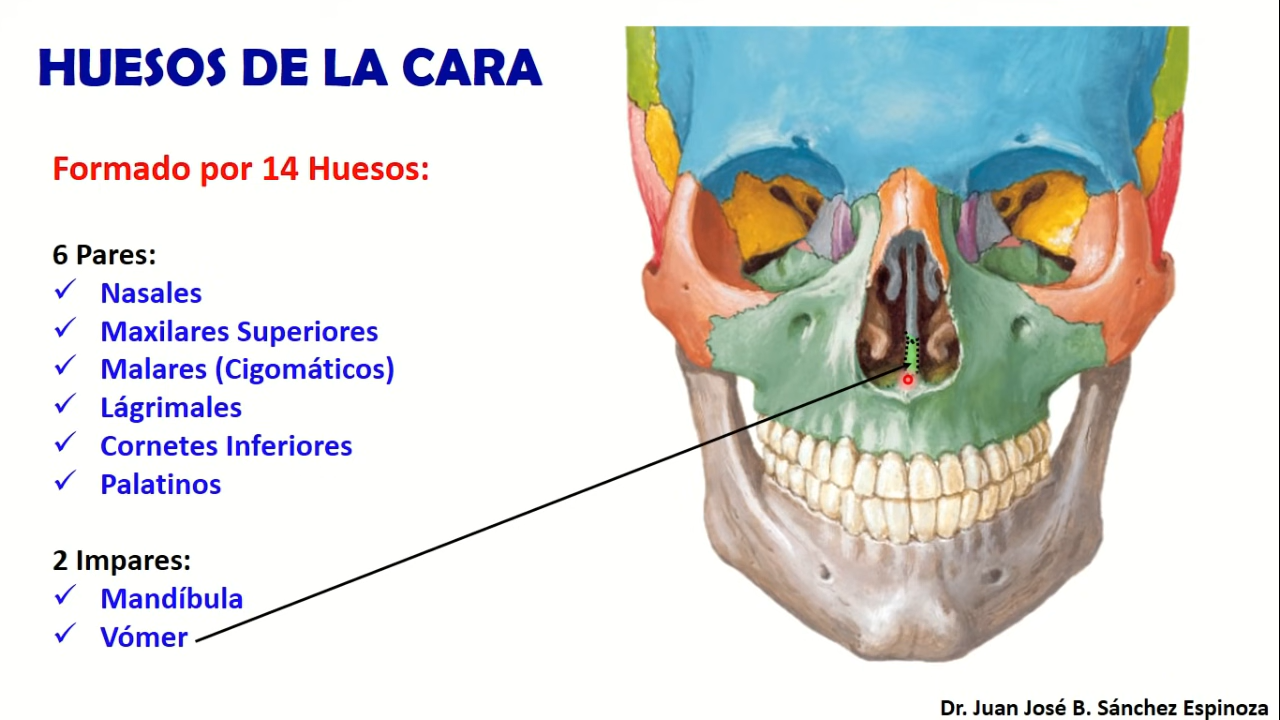 HUESOS DE LA CARA
Formado por 14 Huesos:
6 Pares:
✓ Nasales
✓ Maxilares Superiores
✓ Malares (Cigomáticos)
✓ Lágrimales
✓ Cornetes Inferiores
✓ Palatinos
2 Impares:
✓ Mandíbula
✓ Vómer
Dr. Juan José B. Sánchez Espinoza